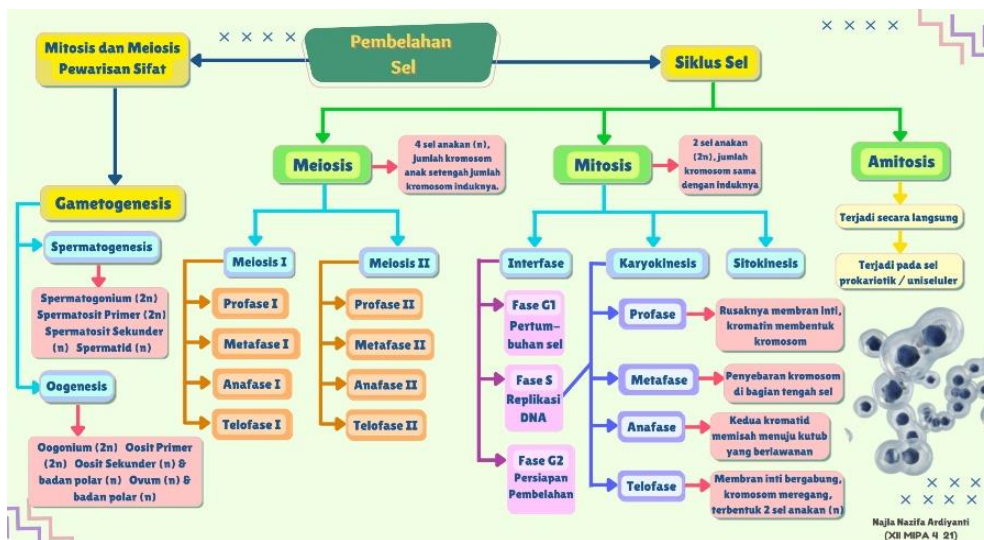 Pembelahan
Sel
Mitosis dan Meiosis
Pewarisan Sifat
Siklus Sel
Gametogenesis
Spermatogenesis
Spermatogonium (2n)
Spermatosit Primer (2n)
Spermatosit Sekunder
(n) Spermatid (n)
Oogenesis
Oogonium (2n) Oosit Primer
(2n) Oosit Sekunder (n) &
badan polar (n) Ovum (n) &
badan polar (n)
Meiosis
4 sel anakan (n),
jumlah kromosom
anak setengah jumlah
kromosom induknya.
Meiosis I
Profase I
Metafase I
Anafase I
Telofase I
Meiosis II
Profase II
Metafase II
Anafase II
Telofase II
Mitosis
2 sel anakan
(2n), jumlah
kromosom sama
dengan induknya
Interfase
Fase G1
Pertum-
buhan sel
Fase S
Replikasi
DNA
Fase G2
Persiapan
Pembelahan
Karyokinesis
Profase
Rusaknya membran inti,
kromatin membentuk
kromosom
Metafase
Penyebaran kromosom
di bagian tengah sel
Anafase
Kedua kromatid
memisah menuju kutub
yang berlawanan
Telofase
Membran inti bergabung,
kromosom meregang,
terbentuk 2 sel anakan (n)
Sitokinesis
Amitosis
Terjadi secara langsung
Terjadi pada sel
prokariotik / uniseluler
Najla Nazifa Ardiyanti
(XII MIPA 4 21)